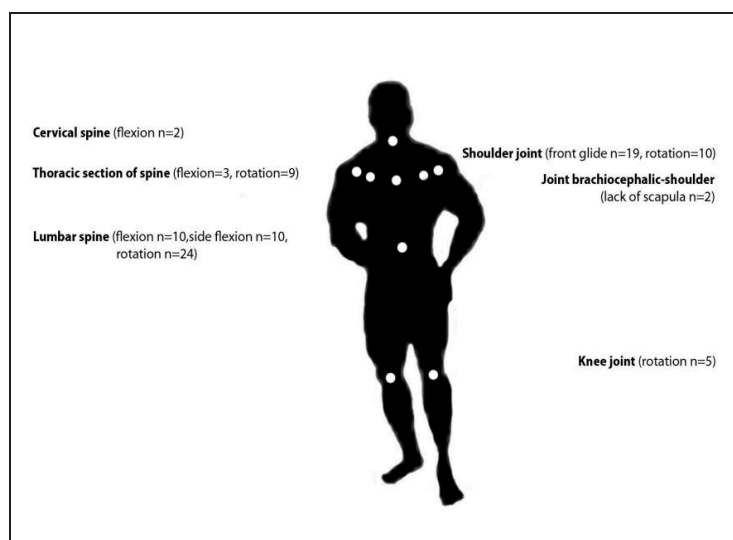 Cervical spine (flexion n=2)
Thoracic section of spine (flexion=3, rotation=9)
Lumbar spine (flexion n=10,side flexion n=10,
rotation n=24)
Shoulder joint (front glide n=19, rotation=10)
Joint brachiocephalic-shoulder
(lack of scapula n=2)
Knee joint (rotation n=5)